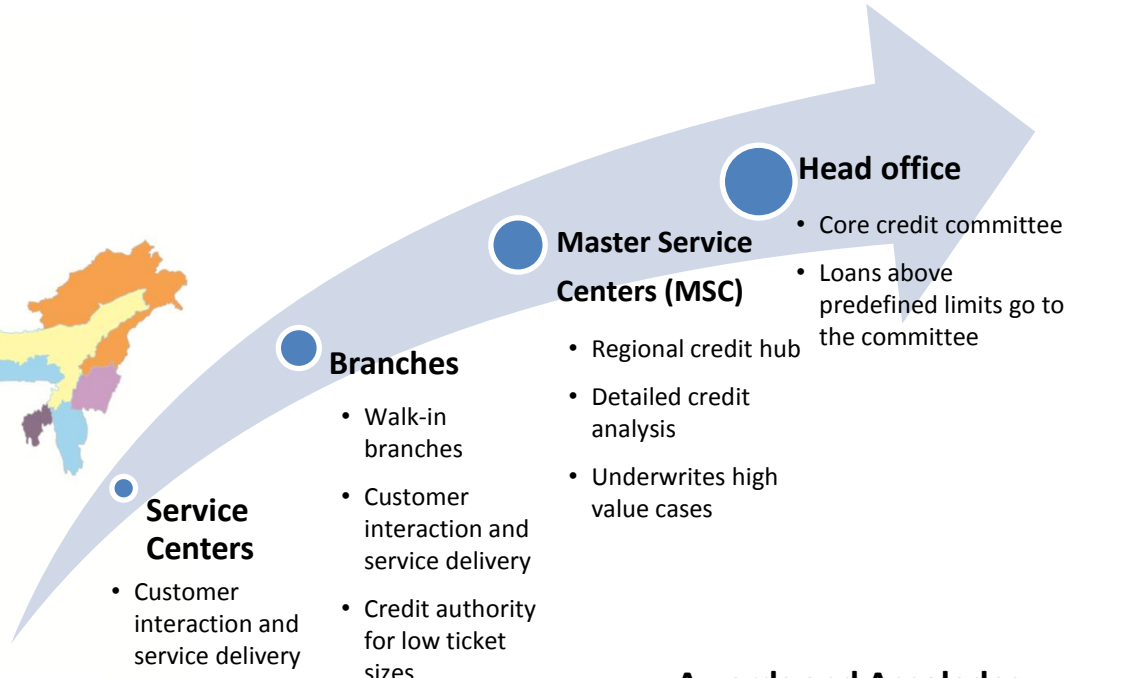 Head office
• Core credit committee
• Loans above
predefined limits go to
the committee
Master Service
Centers (MSC)
• Regional credit hub
• Detailed credit
analysis
• Underwrites high
value cases
Branches
• Walk-in
branches
• Customer
interaction and
service delivery
• Credit authority
for low ticket
sizes
Service
Centers
• Customer
interaction and
service delivery